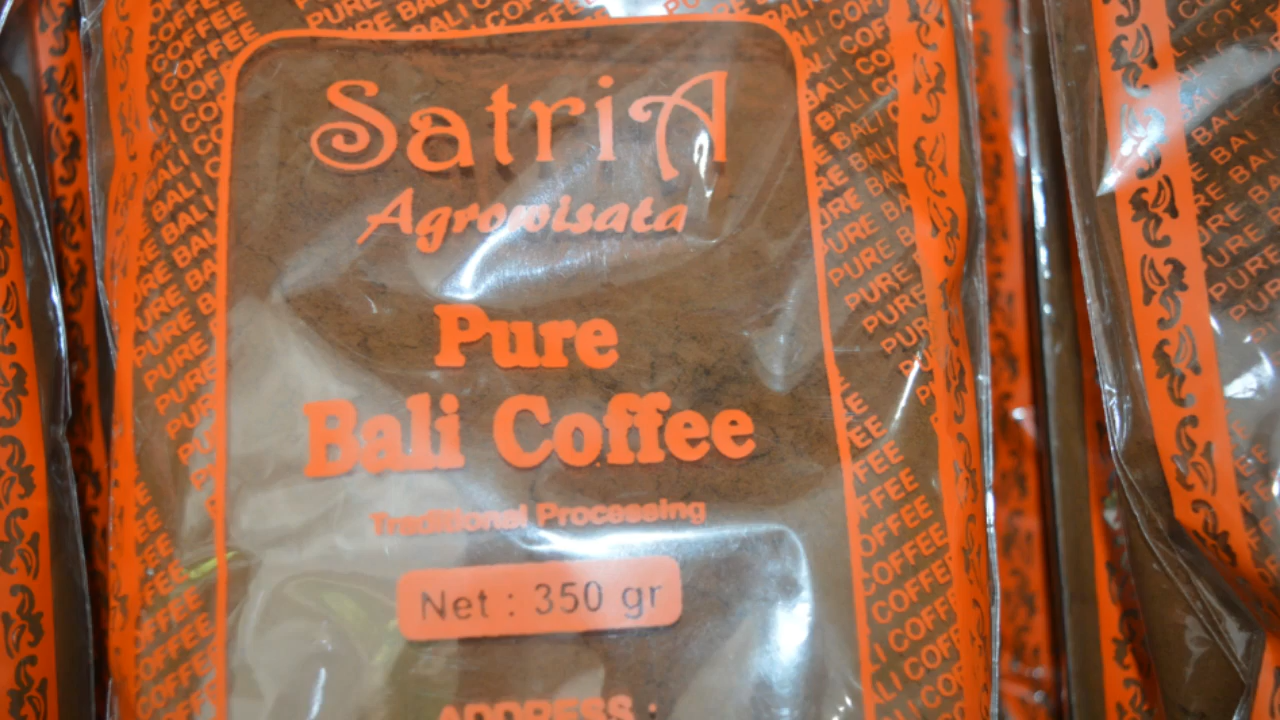 SatriA
Agrowisata
Pure
Bali Coffee
Traditional Processing
Net : 350 gr
ADDRESS :
PURE BALI COFFEE